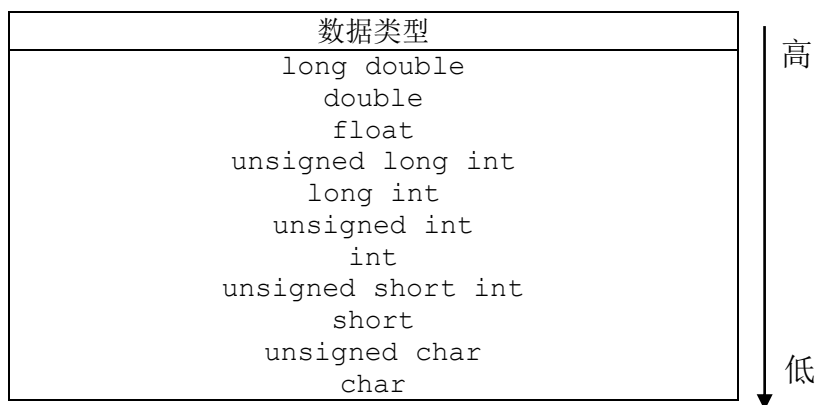 数据类型
高
long double
double
float
unsigned long int
long int
unsigned int
int
unsigned short int
short
unsigned char
低
char